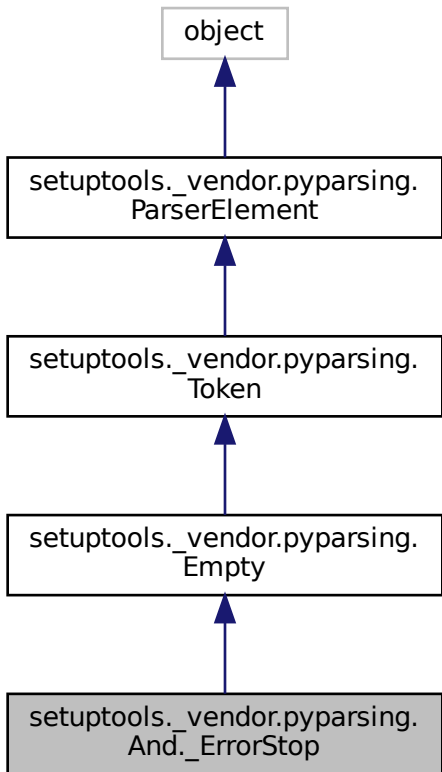 object
setuptools._vendor.pyparsing.
ParserElement
setuptools._vendor.pyparsing.
Token
setuptools._vendor.pyparsing.
Empty
setuptools._vendor.pyparsing.
And._ErrorStop